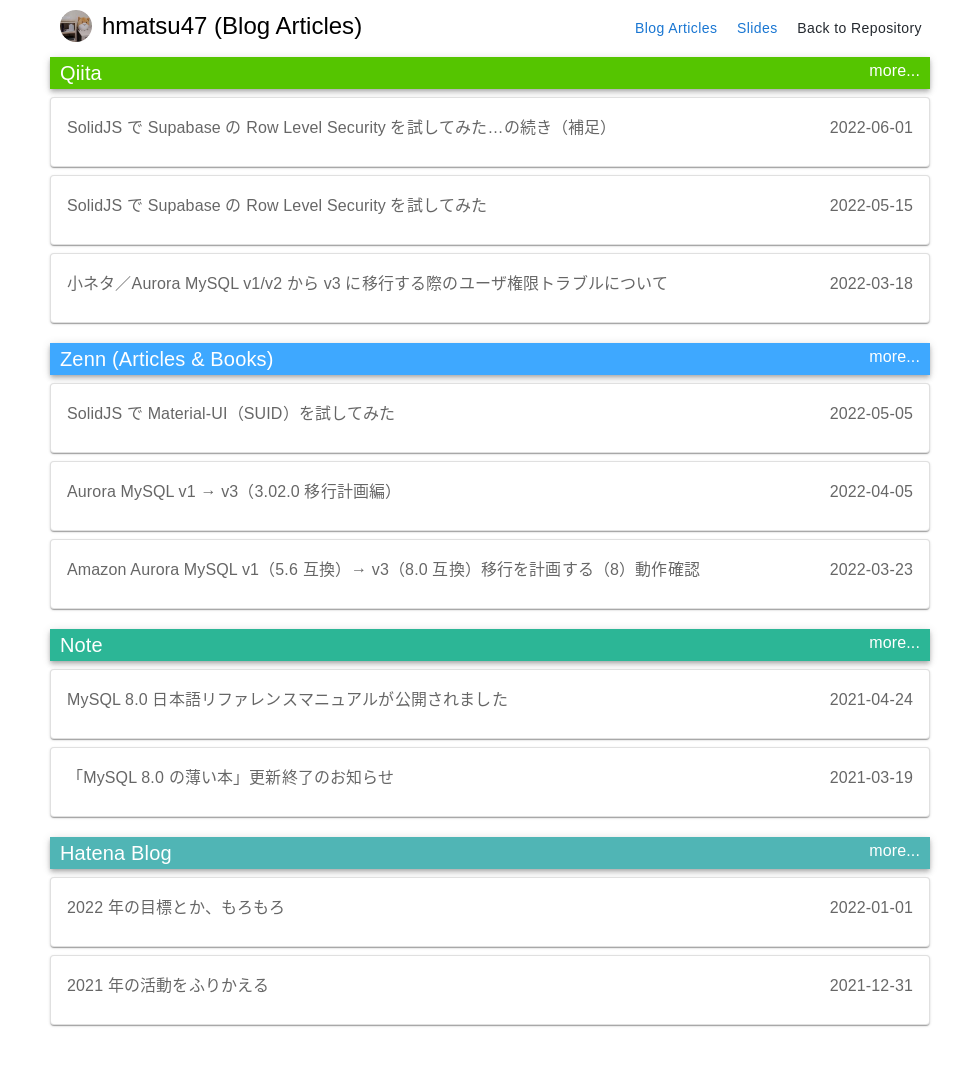 hmatsu47 (Blog Articles)
Blog Articles Slides Back to Repository
Qiita more...
SolidJS で Supabase の Row Level Security を試してみた…の続き（補足） 2022-06-01
SolidJS で Supabase の Row Level Security を試してみた 2022-05-15
小ネタ／Aurora MySQL v1/v2 から v3 に移行する際のユーザ権限トラブルについて 2022-03-18
Zenn (Articles & Books) more...
SolidJS で Material-UI（SUID）を試してみた 2022-05-05
Aurora MySQL v1 → v3（3.02.0 移行計画編） 2022-04-05
Amazon Aurora MySQL v1（5.6 互換）→ v3（8.0 互換）移行を計画する（8）動作確認 2022-03-23
Note more...
MySQL 8.0 日本語リファレンスマニュアルが公開されました 2021-04-24
「MySQL 8.0 の薄い本」更新終了のお知らせ 2021-03-19
Hatena Blog more...
2022 年の目標とか、もろもろ 2022-01-01
2021 年の活動をふりかえる 2021-12-31